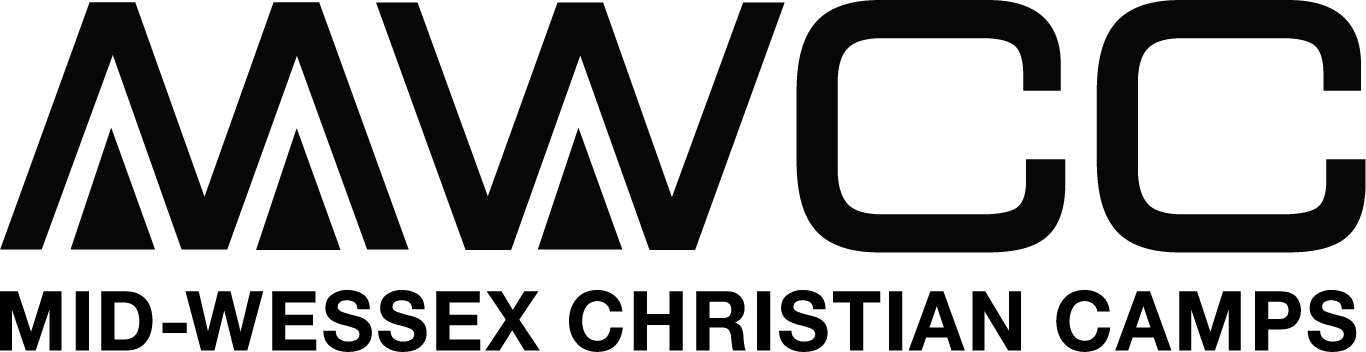 MWCC
MID-WESSEX CHRISTIAN CAMPS